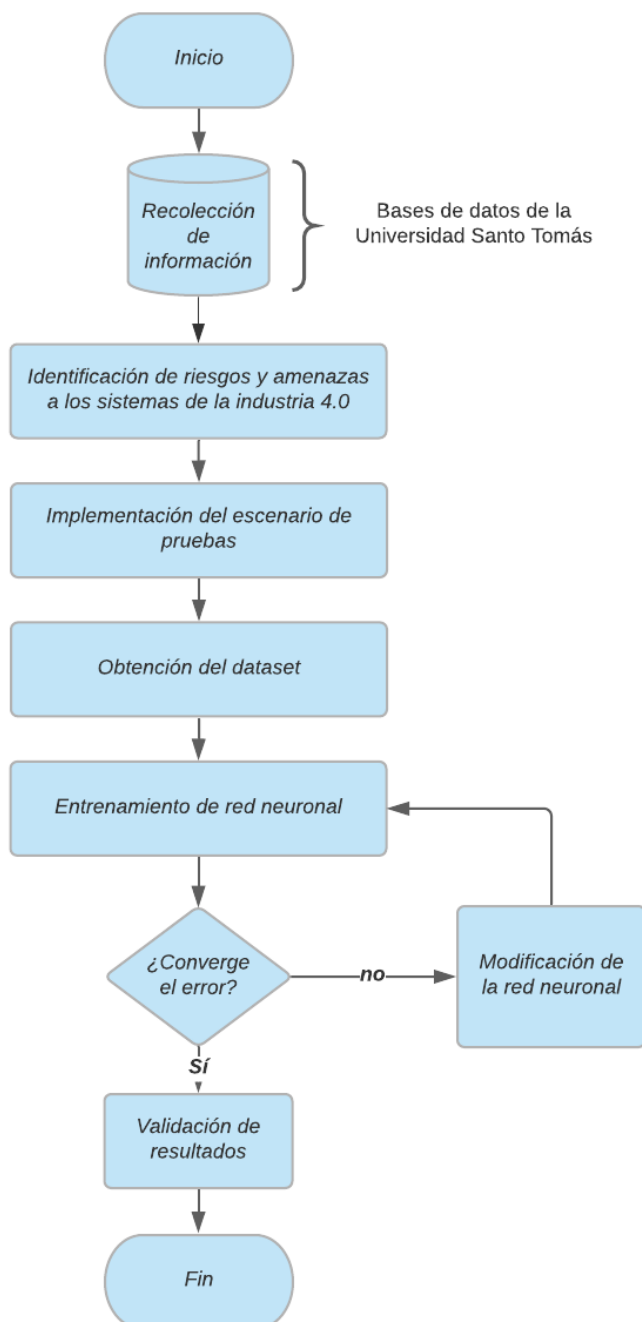 Inicio
Recolección
de
información
Bases de datos de la
Universidad Santo Tomás
Identificación de riesgos y amenazas
a los sistemas de la industria 4.0
Implementación del escenario de
pruebas
Obtención del dataset
Entrenamiento de red neuronal
¿Converge
el error?
no
Modificación de
la red neuronal
Sí
Validación de
resultados
Fin